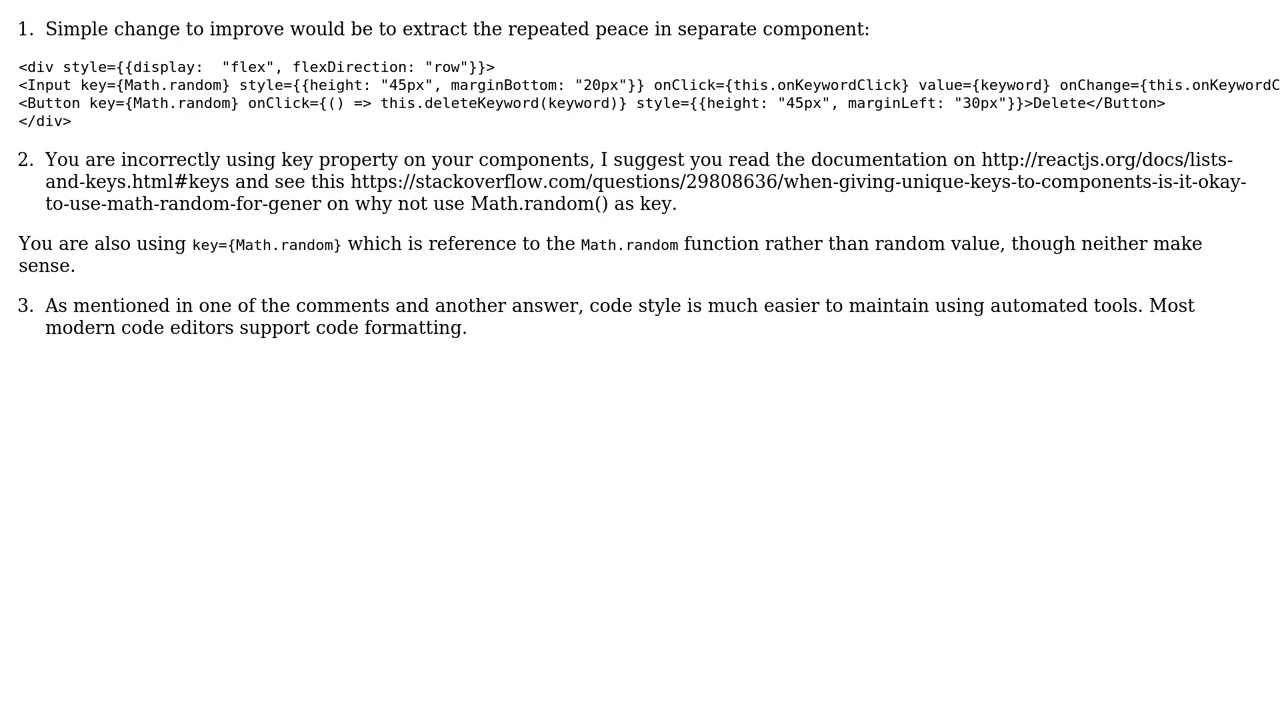 1. Simple change to improve would be to extract the repeated peace in separate component:
<div style={{display:  "flex", flexDirection: "row"}}>
<Input key={Math.random} style={{height: "45px", marginBottom: "20px"}} onClick={this.onKeywordClick} value={keyword} onChange={this.onKeywordC
<Button key={Math.random} onClick={() => this.deleteKeyword(keyword)} style={{height: "45px", marginLeft: "30px"}}>Delete</Button>
</div>
2. You are incorrectly using key property on your components, I suggest you read the documentation on http://reactjs.org/docs/lists-
and-keys.html#keys and see this https://stackoverflow.com/questions/29808636/when-giving-unique-keys-to-components-is-it-okay-
to-use-math-random-for-gener on why not use Math.random() as key.
You are also using key={Math.random} which is reference to the Math.random function rather than random value, though neither make
sense.
3. As mentioned in one of the comments and another answer, code style is much easier to maintain using automated tools. Most
modern code editors support code formatting.